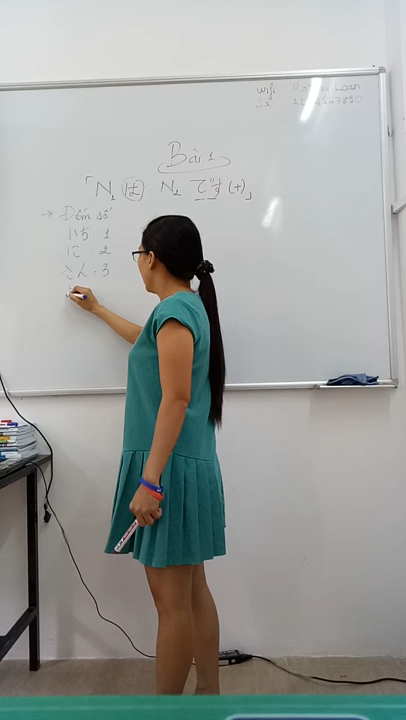 wifi
Bài 1
「N₁ は N₂ です (+)」
→ Đếm số:
いち 1
に . 2
さん . 3